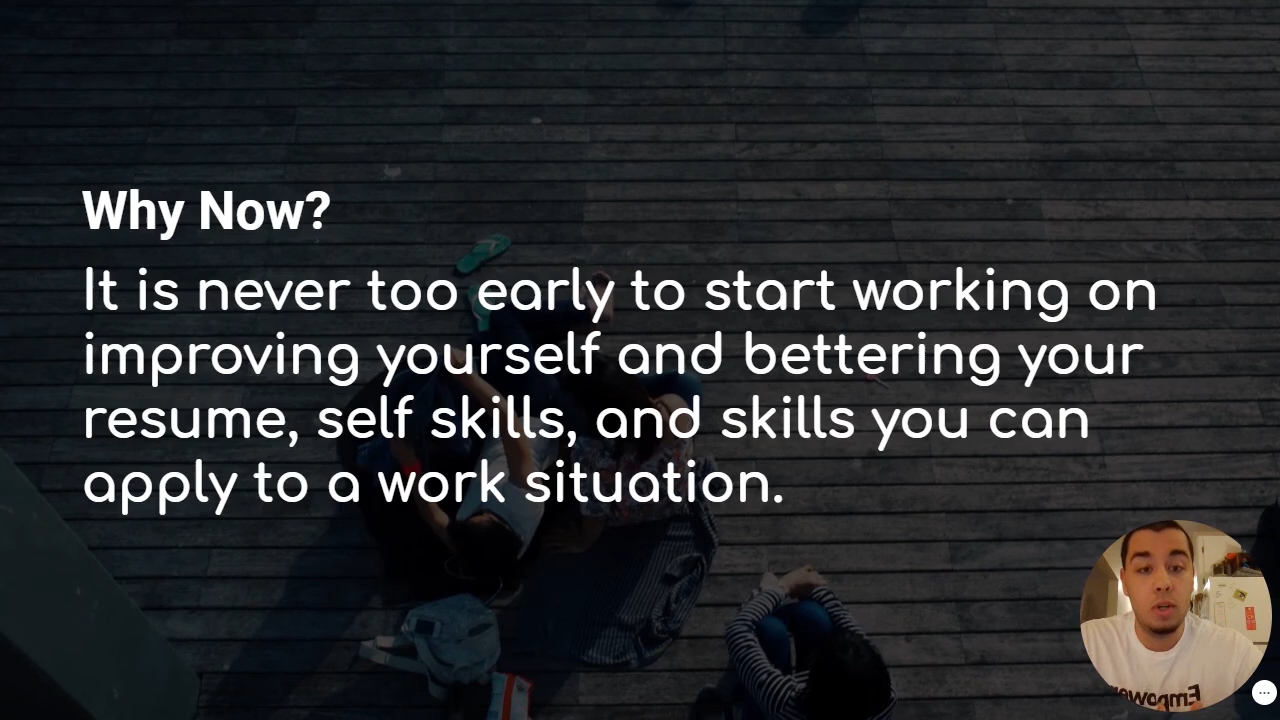 Why Now?
It is never too early to start working on
improving yourself and bettering your
resume, self skills, and skills you can
apply to a work situation.